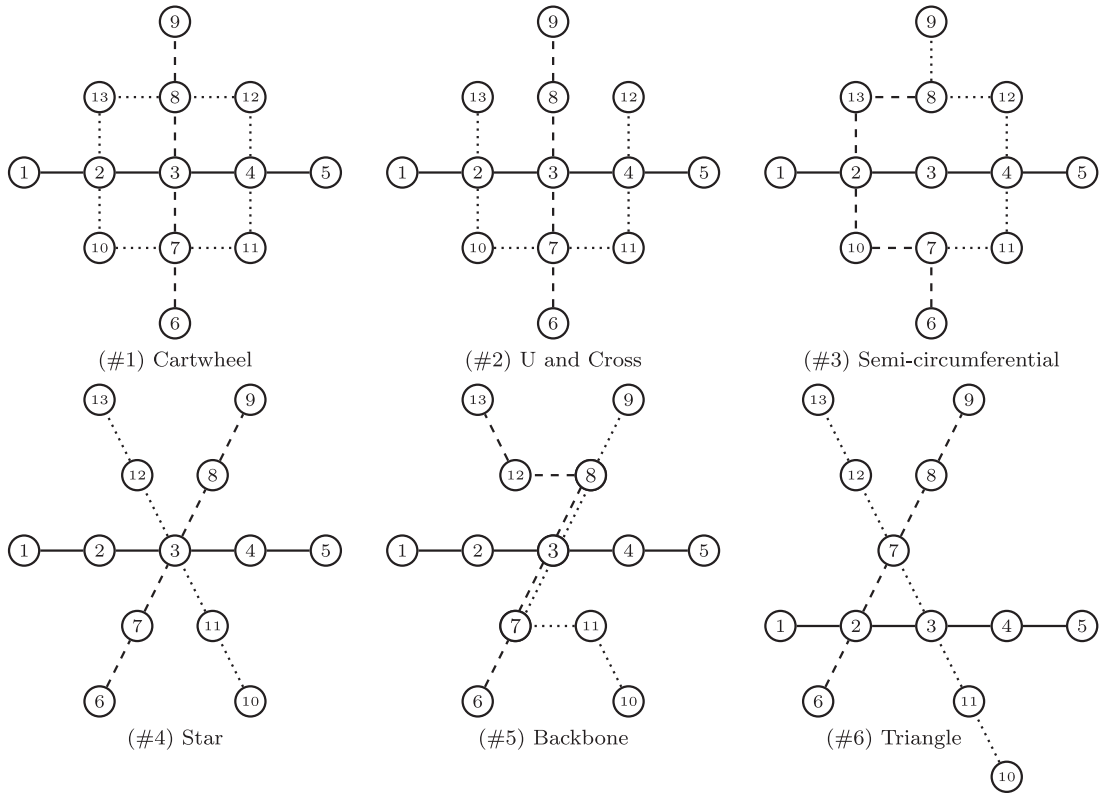 9
13 8 12
1 2 3 4 5
10 7 11
6
(#1) Cartwheel
9
13 8 12
1 2 3 4 5
10 7 11
6
(#2) U and Cross
9
13 8 12
1 2 3 4 5
10 7 11
6
(#3) Semi-circumferential
13 9
12 8
1 2 3 4 5
7 11
6 10
(#4) Star
13 9
12 8
1 2 3 4 5
7 11
6 10
(#5) Backbone
13 9
12 8
7
1 2 3 4 5
6 11
(#6) Triangle
10